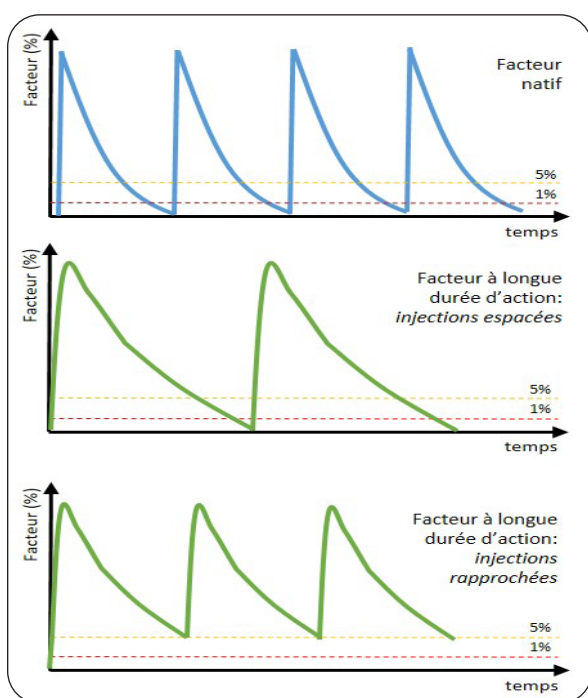 Facteur (%)
Facteur
natif
5%
1%
temps
Facteur (%)
Facteur à longue
durée d'action:
injections espacées
5%
1%
temps
Facteur (%)
Facteur à longue
durée d'action:
injections
rapprochées
5%
1%
temps